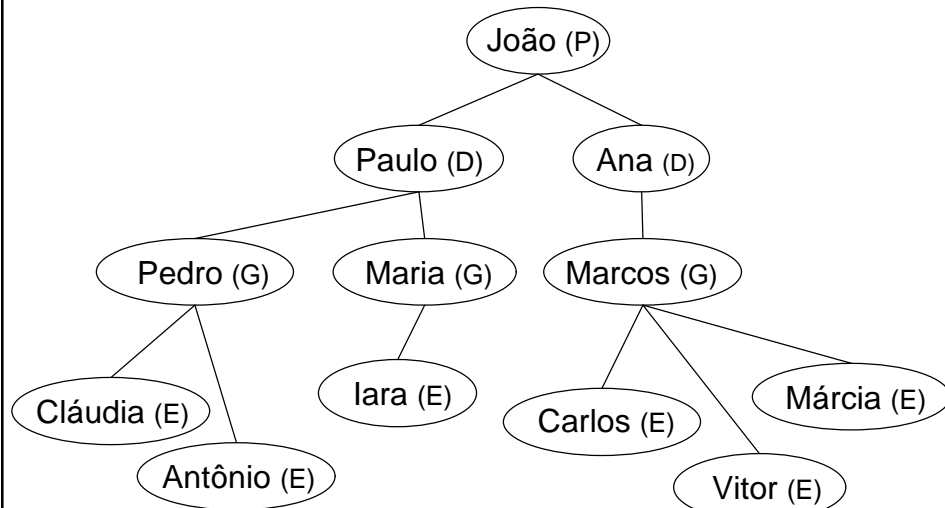 João (P)
Paulo (D)
Ana (D)
Pedro (G)
Maria (G)
Marcos (G)
Cláudia (E)
Iara (E)
Carlos (E)
Márcia (E)
Antônio (E)
Vitor (E)